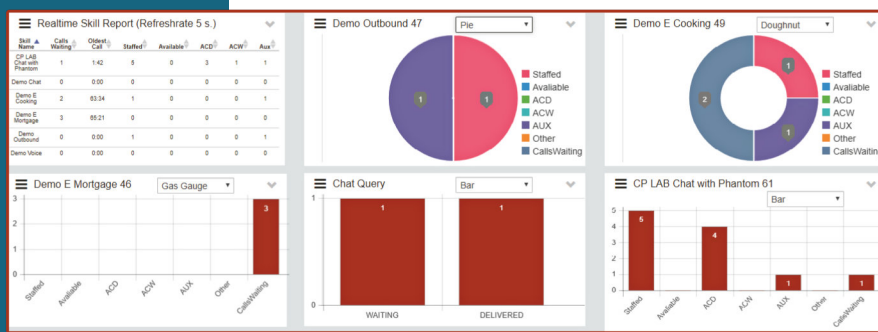 Realtime Skill Report (Refreshrate 5 s.)
Skill Name Calls Waiting Oldest Call Staffed Available ACD ACW Aux
CP LAB Chat with Phantom 1 1:42 5 0 3 1 1
Demo Chat 0 0:00 0 0 0 0 0
Demo E Cooking 2 63:34 1 0 0 0 1
Demo E Mortgage 3 65:21 0 0 0 0 0
Demo Outbound 0 0:00 1 0 0 0 1
Demo Voice 0 0:00 0 0 0 0 0
Demo Outbound 47 Pie
1 1
Staffed
Avaliable
ACD
ACW
AUX
Other
CallsWaiting
Demo E Cooking 49 Doughnut
1
2
1
Staffed
Avaliable
ACD
ACW
AUX
Other
CallsWaiting
Demo E Mortgage 46 Gas Gauge
3
2
1
0
3
Staffed Avaliable ACD ACW AUX Other CallsWaiting
Chat Query Bar
1
0
1 1
WAITING DELIVERED
CP LAB Chat with Phantom 61
Bar
5
4
3
2
1
0
5 4 1 1
Staffed Avaliable ACD ACW AUX Other CallsWaiting